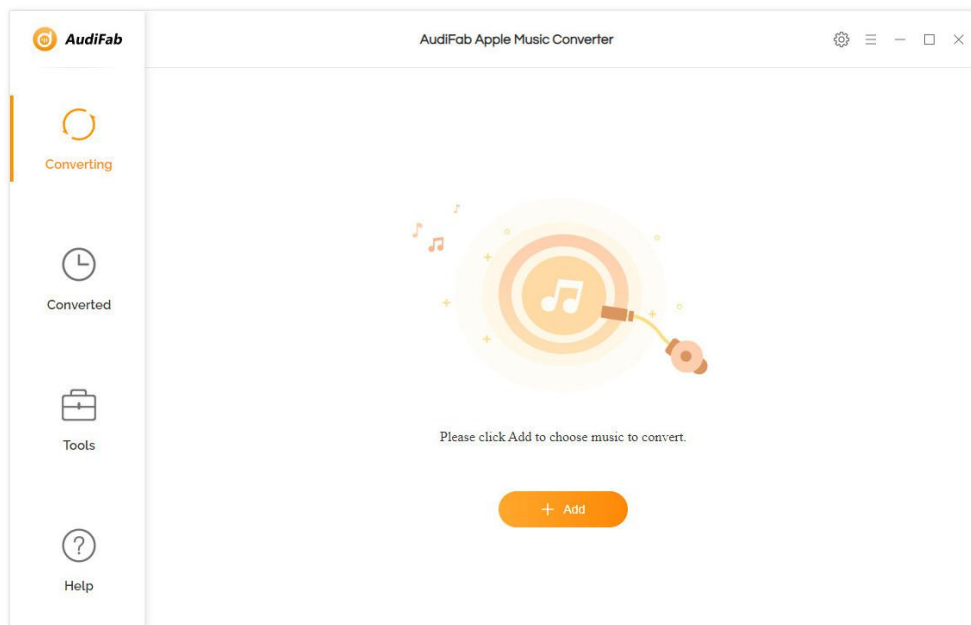 AudiFab
AudiFab Apple Music Converter
Converting
Converted
Tools
Help
Please click Add to choose music to convert.
Add